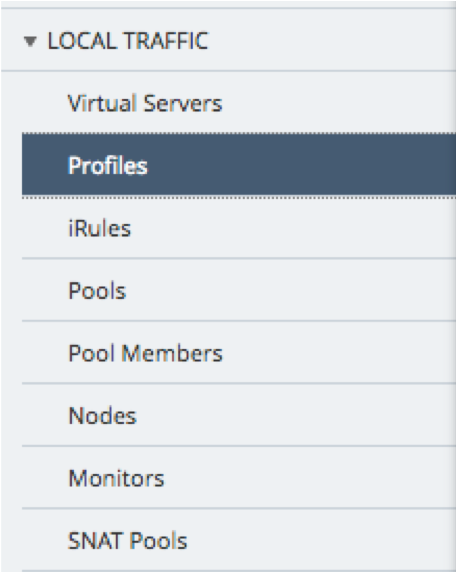 LOCAL TRAFFIC
Virtual Servers
Profiles
iRules
Pools
Pool Members
Nodes
Monitors
SNAT Pools